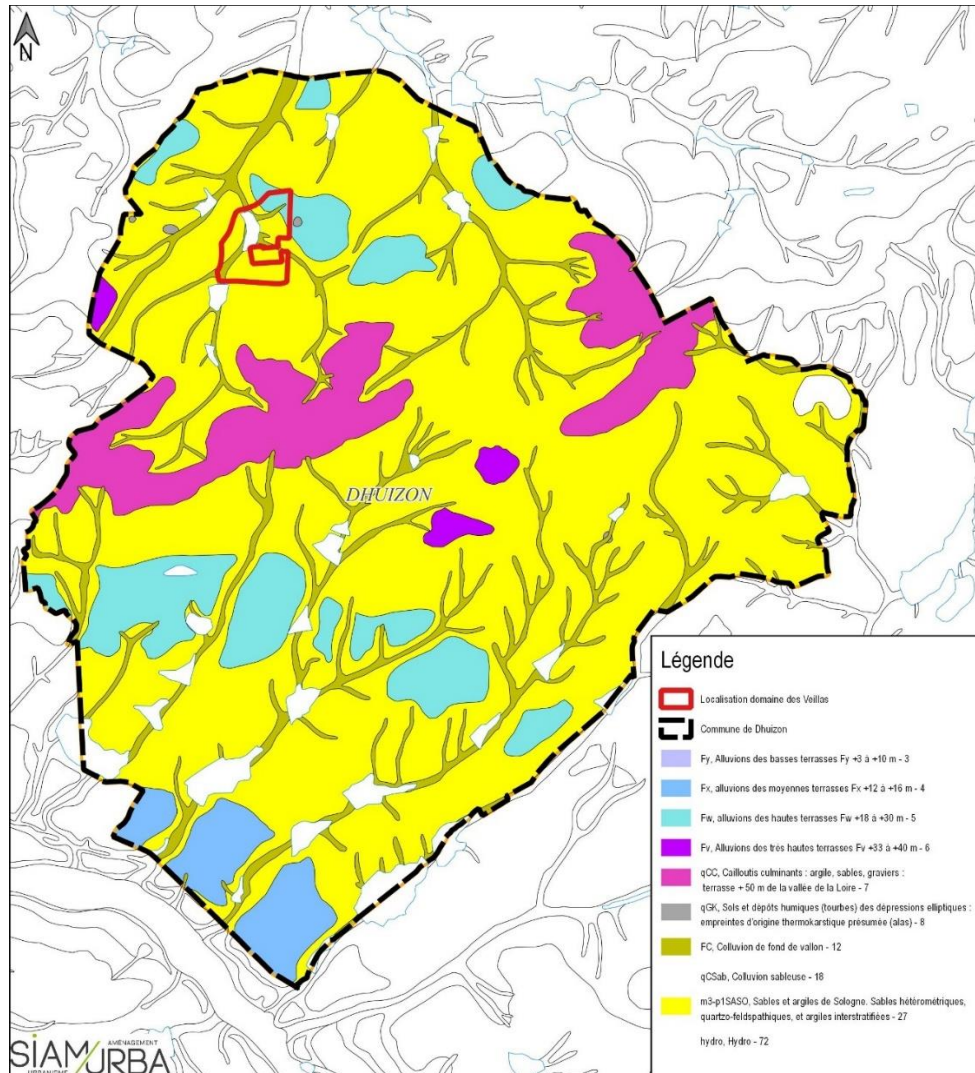 N
DHUIZON
Légende
Localisation domaine des Veillas
Commune de Dhuizon
Fy, Alluvions des basses terrasses Fy +3 à +10 m - 3
Fx, alluvions des moyennes terrasses Fx +12 à +16 m - 4
Fw, alluvions des hautes terrasses Fw +18 à +30 m - 5
Fv, Alluvions des très hautes terrasses Fv +33 à +40 m - 6
qCC, Cailloutis culminants : argile, sables, graviers :
terrasse + 50 m de la vallée de la Loire - 7
qGK, Sols et dépôts humiques (tourbes) des dépressions elliptiques :
empreintes d'origine thermokarstique présumée (alas) - 8
FC, Colluvion de fond de vallon - 12
qCSab, Colluvion sableuse - 18
m3-p1SASO, Sables et argiles de Sologne. Sables hétérométriques,
quartzo-feldspathiques, et argiles interstratifiées - 27
hydro, Hydro - 72
SIAM URBA
URBANISME AMÉNAGEMENT